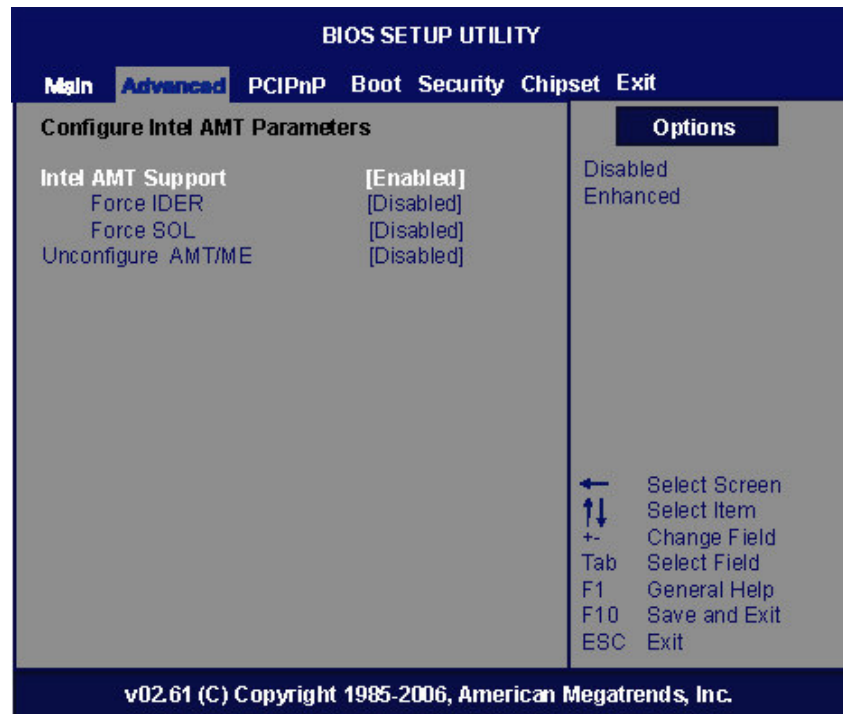 BIOS SETUP UTILITY
Main Advanced PCIPnP Boot Security Chipset Exit
Configure Intel AMT Parameters
Intel AMT Support [Enabled]
Force IDER [Disabled]
Force SOL [Disabled]
Unconfigure AMT/ME [Disabled]
Options
Disabled
Enhanced
← Select Screen
↑↓ Select Item
+- Change Field
Tab Select Field
F1 General Help
F10 Save and Exit
ESC Exit
v02.61 (C) Copyright 1985-2006, American Megatrends, Inc.